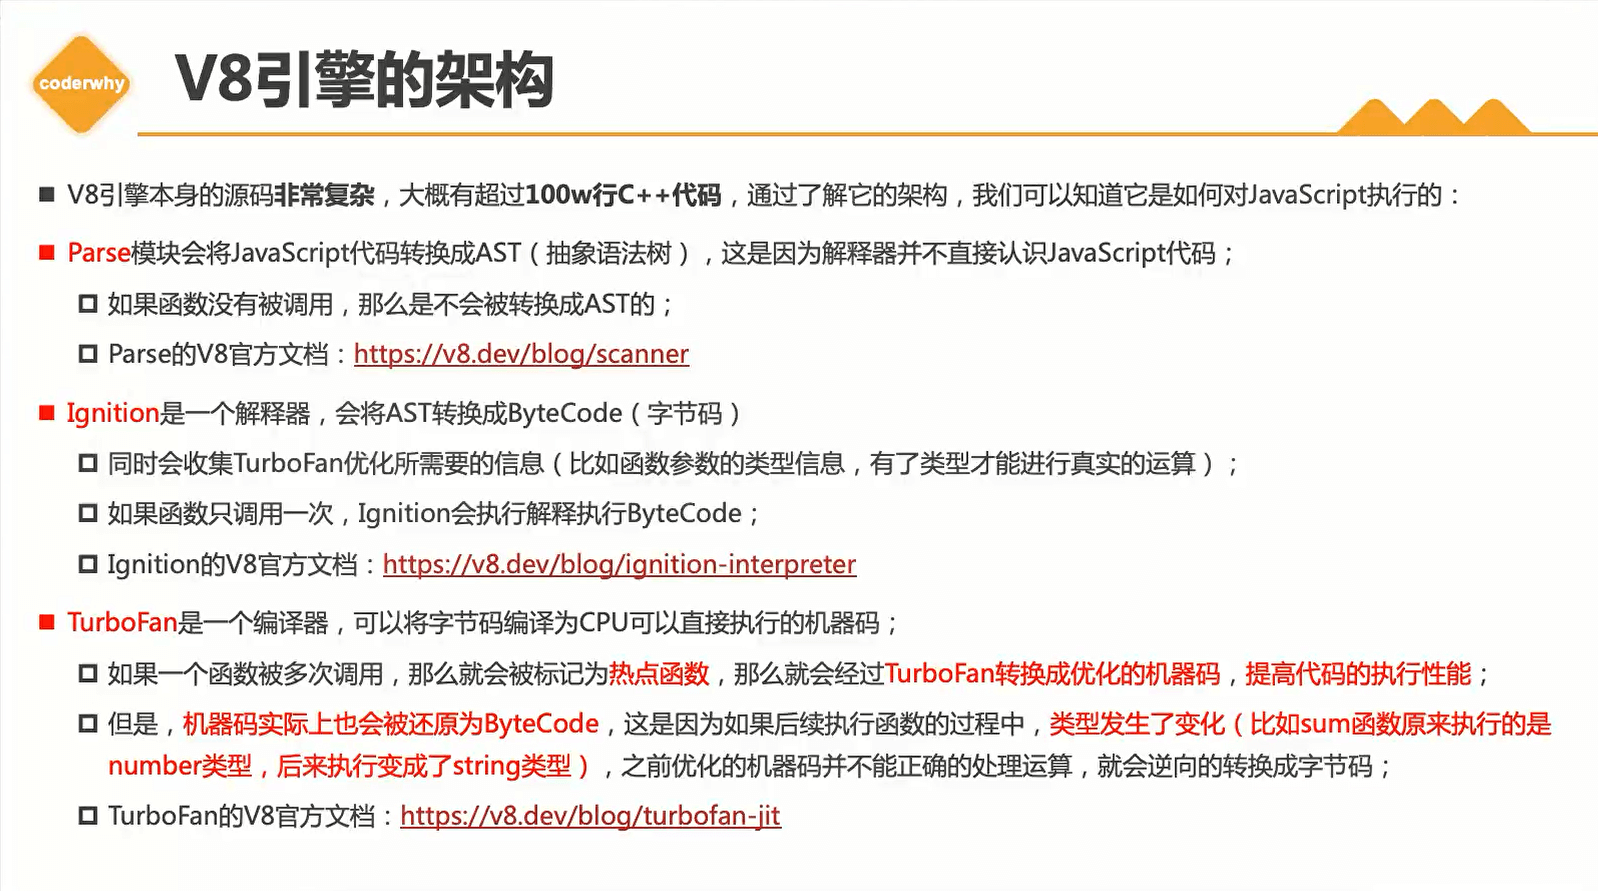 coderwhy
V8引擎的架构
V8引擎本身的源码非常复杂，大概有超过100w行C++代码，通过了解它的架构，我们可以知道它是如何对JavaScript执行的：
Parse模块会将JavaScript代码转换成AST（抽象语法树），这是因为解释器并不直接认识JavaScript代码；
如果函数没有被调用，那么是不会被转换成AST的；
Parse的V8官方文档：https://v8.dev/blog/scanner
Ignition是一个解释器，会将AST转换成ByteCode（字节码）
同时会收集TurboFan优化所需要的信息（比如函数参数的类型信息，有了类型才能进行真实的运算）；
如果函数只调用一次，Ignition会执行解释执行ByteCode；
Ignition的V8官方文档：https://v8.dev/blog/ignition-interpreter
TurboFan是一个编译器，可以将字节码编译为CPU可以直接执行的机器码；
如果一个函数被多次调用，那么就会被标记为热点函数，那么就会经过TurboFan转换成优化的机器码，提高代码的执行性能；
但是，机器码实际上也会被还原为ByteCode，这是因为如果后续执行函数的过程中，类型发生了变化（比如sum函数原来执行的是
number类型，后来执行变成了string类型），之前优化的机器码并不能正确的处理运算，就会逆向的转换成字节码；
TurboFan的V8官方文档：https://v8.dev/blog/turbofan-jit